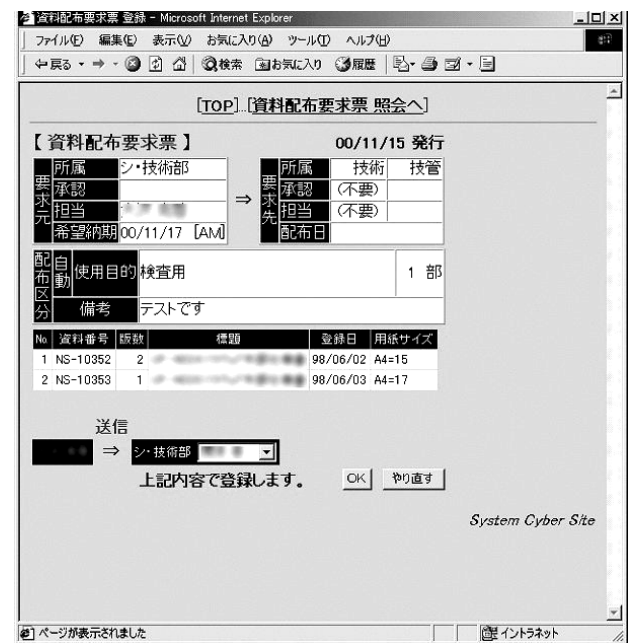 資料配布要求票 登録 - Microsoft Internet Explorer
ファイル(F) 編集(E) 表示(V) お気に入り(A) ツール(T) ヘルプ(H)
戻る 検索 お気に入り 履歴
[TOP]...[資料配布要求票 照会へ]
【 資料配布要求票 】 00/11/15 発行
要求元 所属 シ・技術部 ⇒ 要求先 所属 技術 技管
承認 承認 (不要)
担当 担当 (不要)
希望納期 00/11/17 [AM] 配布日
配布区分 自動 使用目的 検査用 1 部
備考 テストです
No. 資料番号 版数 標題 登録日 用紙サイズ
1 NS-10352 2 98/06/02 A4=15
2 NS-10353 1 98/06/03 A4=17
送信
⇒ シ・技術部
上記内容で登録します。 OK やり直す
System Cyber Site
ページが表示されました イントラネット